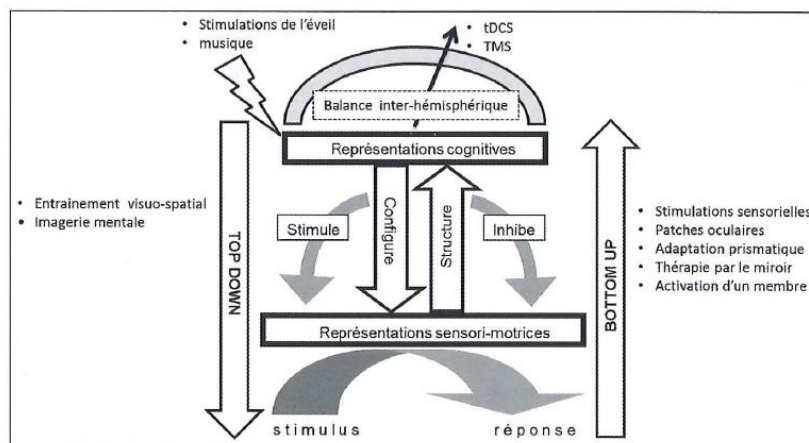 • Stimulations de l'éveil
• musique
• tDCS
• TMS
Balance inter-hémisphérique
Représentations cognitives
• Entrainement visuo-spatial
• Imagerie mentale
TOP DOWN
Stimule
Configure
Structure
Inhibe
BOTTOM UP
• Stimulations sensorielles
• Patches oculaires
• Adaptation prismatique
• Thérapie par le miroir
• Activation d'un membre
Représentations sensori-motrices
stimulus
réponse